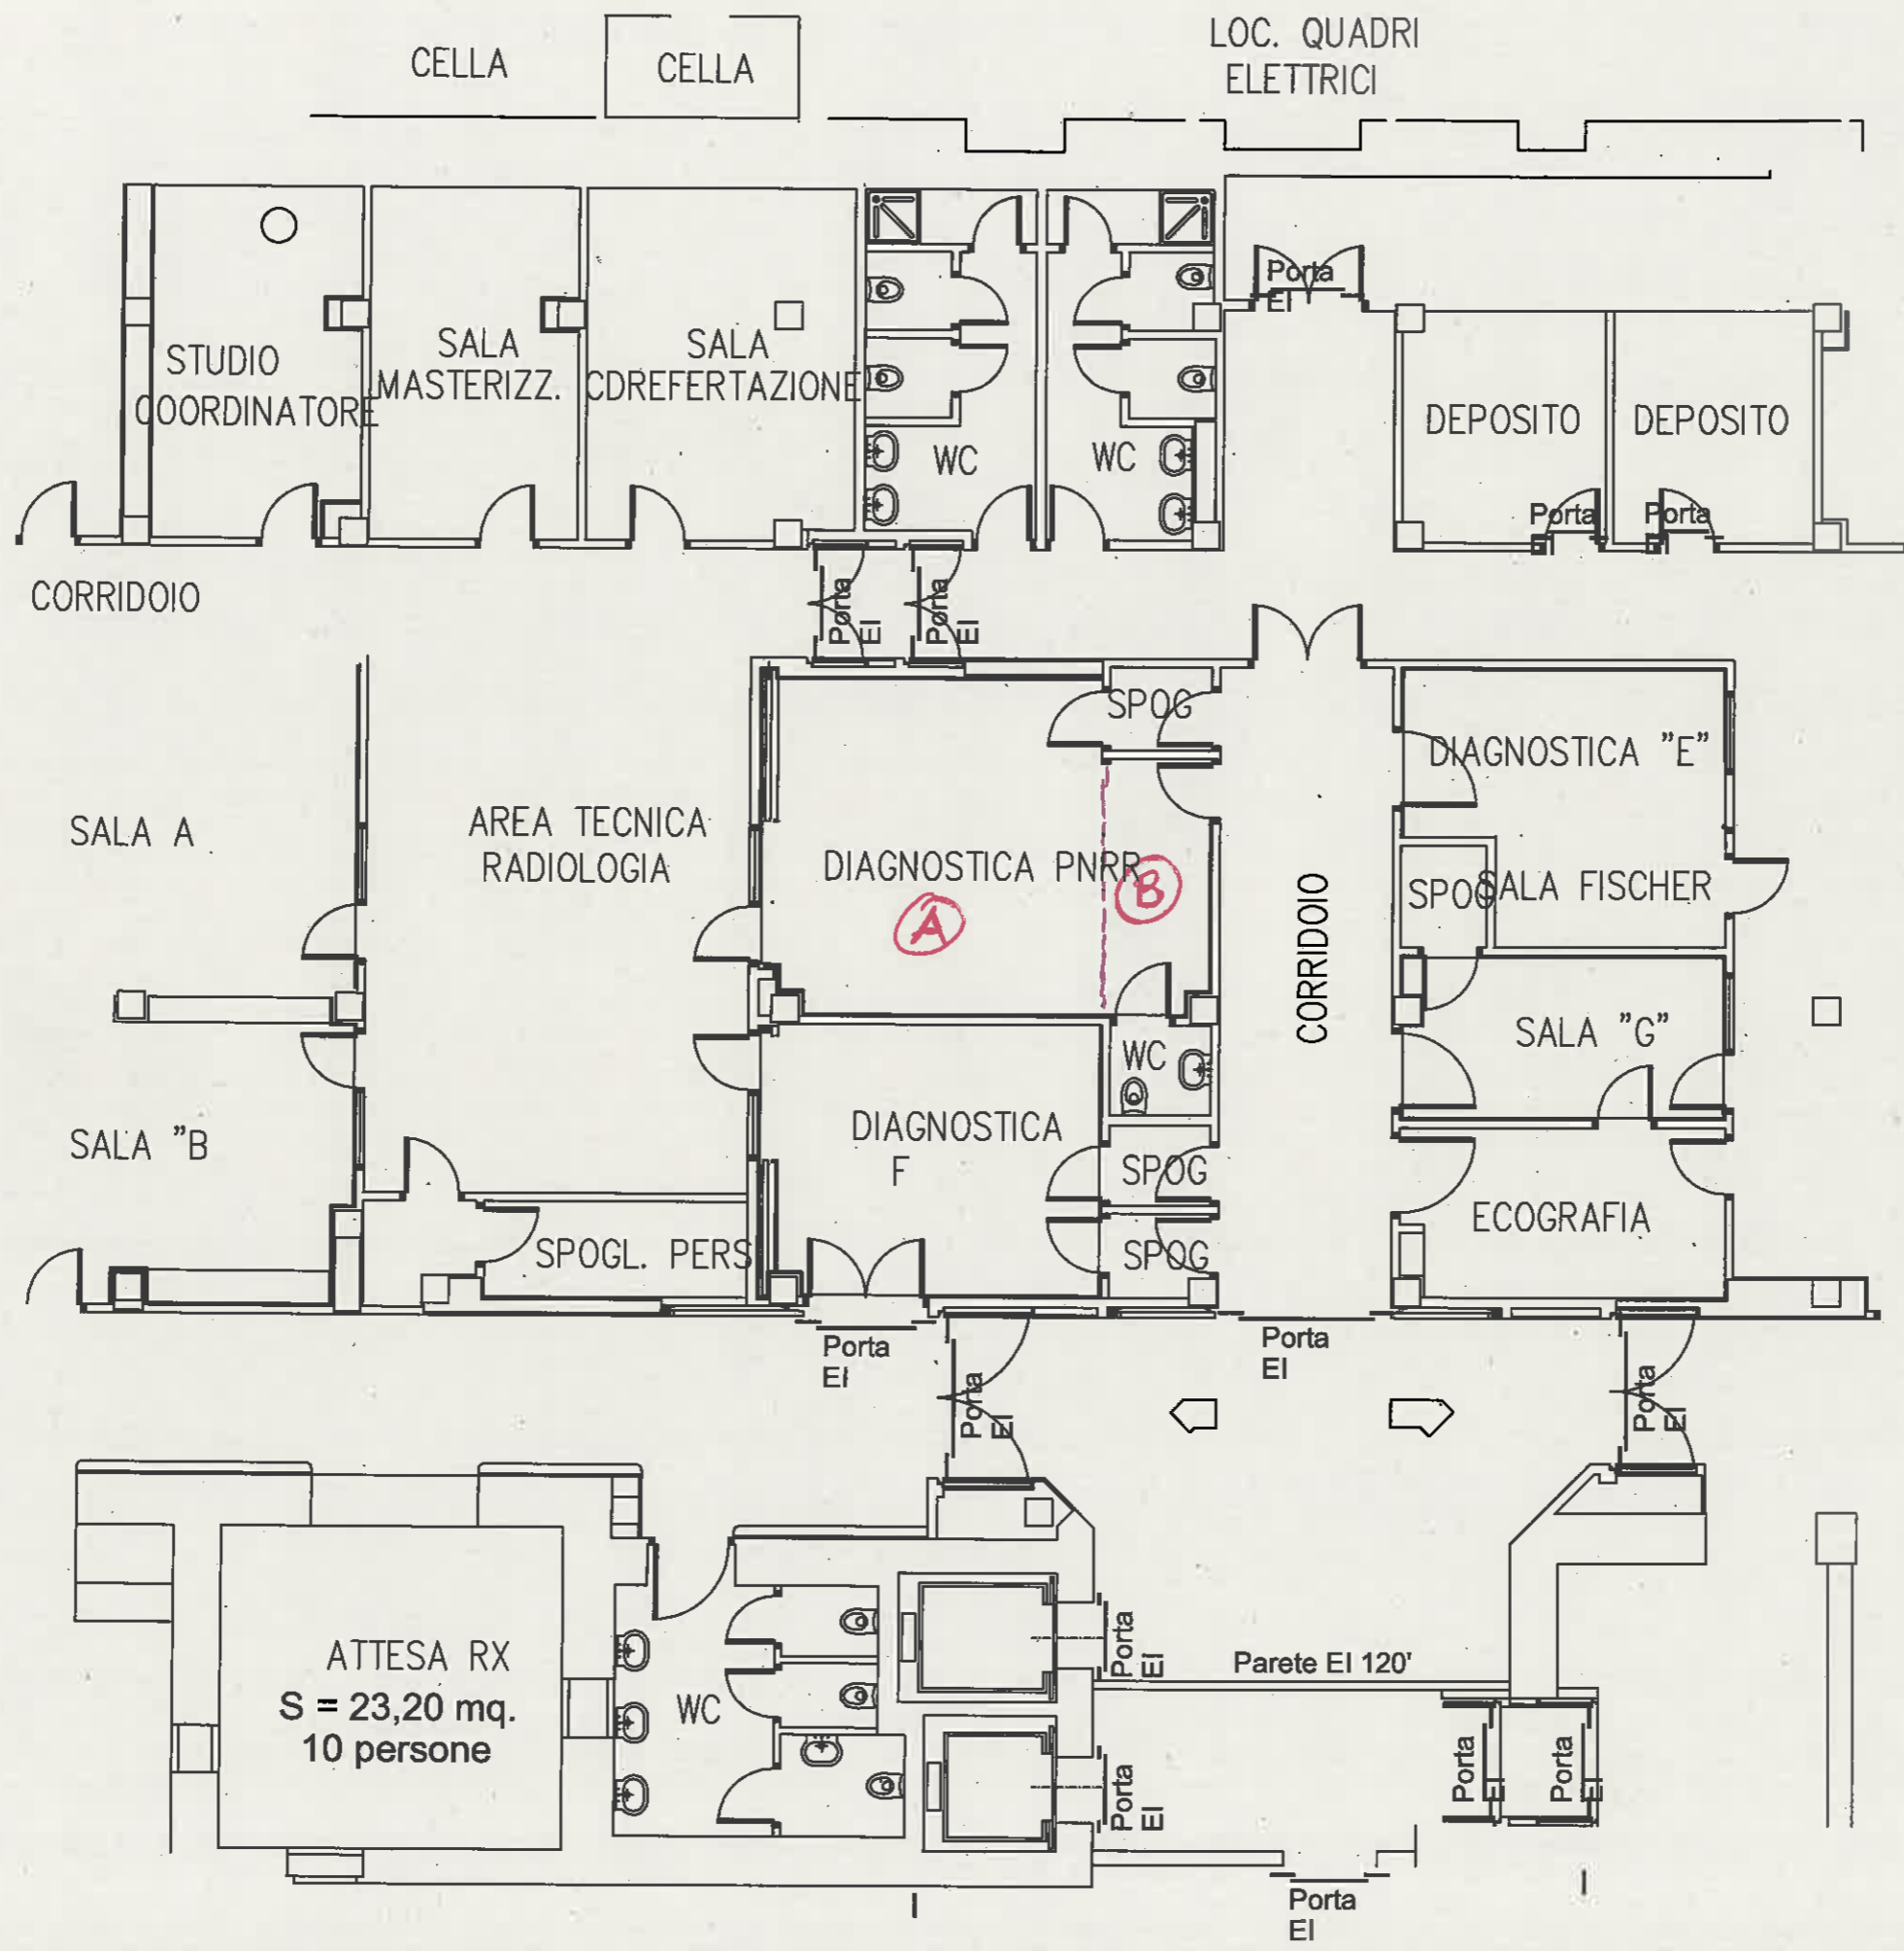 CELLA
CELLA
LOC. QUADRI
ELETTRICI
STUDIO
COORDINATORE
SALA
MASTERIZZ.
SALA
CDREFERTAZIONE
WC
WC
Porta
EI
DEPOSITO
DEPOSITO
Porta
Porta
CORRIDOIO
Porta
EI
Porta
EI
SPOG
SALA A
AREA TECNICA
RADIOLOGIA
DIAGNOSTICA PNRR
A
B
CORRIDOIO
DIAGNOSTICA "E"
SPOG
SALA FISCHER
SALA "G"
WC
SALA "B
DIAGNOSTICA
F
SPOG
SPOG
SPOGL. PERS
ECOGRAFIA
Porta
EI
Porta
EI
Porta
EI
Porta
EI
ATTESA RX
S = 23,20 mq.
10 persone
WC
Porta
EI
Porta
EI
Parete EI 120'
Porta
EI
Porta
EI
Porta
EI